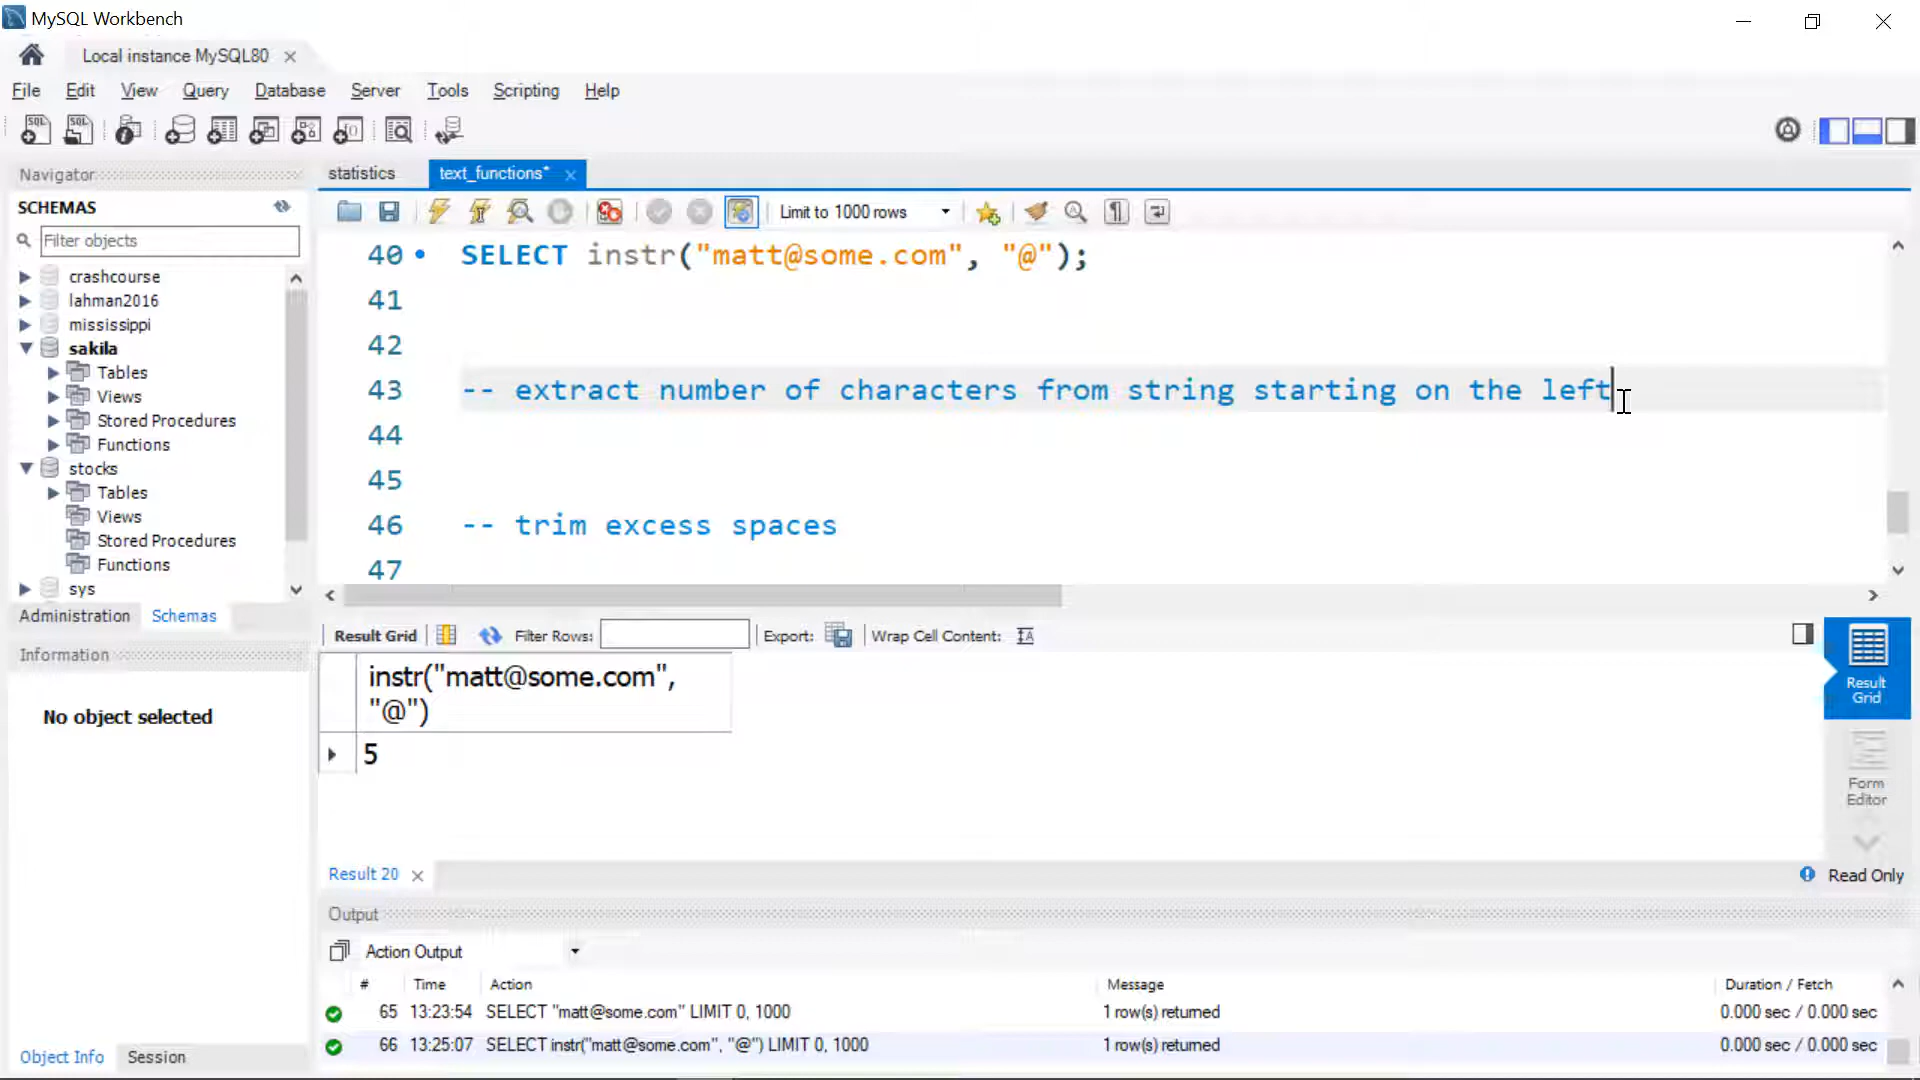 MySQL Workbench
Local instance MySQL80
File Edit View Query Database Server Tools Scripting Help
Navigator
SCHEMAS
Filter objects
crashcourse
lahman2016
mississippi
sakila
Tables
Views
Stored Procedures
Functions
stocks
Tables
Views
Stored Procedures
Functions
sys
Administration Schemas
Information
No object selected
Object Info Session
statistics text_functions*
Limit to 1000 rows
40 SELECT instr("matt@some.com", "@");
41
42
43 -- extract number of characters from string starting on the left
44
45
46 -- trim excess spaces
47
Result Grid Filter Rows: Export: Wrap Cell Content:
instr("matt@some.com",
"@")
5
Result
Grid
Form
Editor
Result 20 Read Only
Output
Action Output
# Time Action Message Duration / Fetch
65 13:23:54 SELECT "matt@some.com" LIMIT 0, 1000 1 row(s) returned 0.000 sec / 0.000 sec
66 13:25:07 SELECT instr("matt@some.com", "@") LIMIT 0, 1000 1 row(s) returned 0.000 sec / 0.000 sec